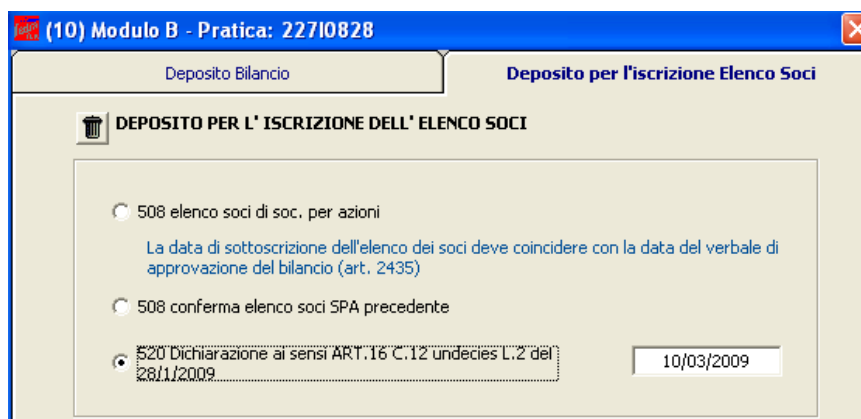 (10) Modulo B - Pratica: 227I0828
Deposito Bilancio
Deposito per l'iscrizione Elenco Soci
DEPOSITO PER L' ISCRIZIONE DELL' ELENCO SOCI
508 elenco soci di soc. per azioni
La data di sottoscrizione dell'elenco dei soci deve coincidere con la data del verbale di
approvazione del bilancio (art. 2435)
508 conferma elenco soci SPA precedente
520 Dichiarazione ai sensi ART.16 C.12 undecies L.2 del
28/1/2009
10/03/2009